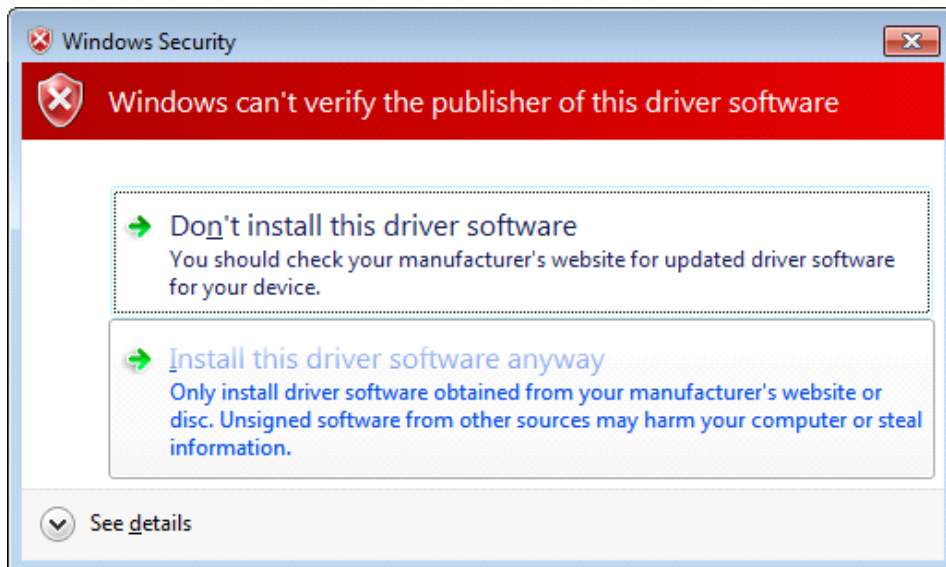 Windows Security
Windows can't verify the publisher of this driver software
Don't install this driver software
You should check your manufacturer's website for updated driver software
for your device.
Install this driver software anyway
Only install driver software obtained from your manufacturer's website or
disc. Unsigned software from other sources may harm your computer or steal
information.
See details